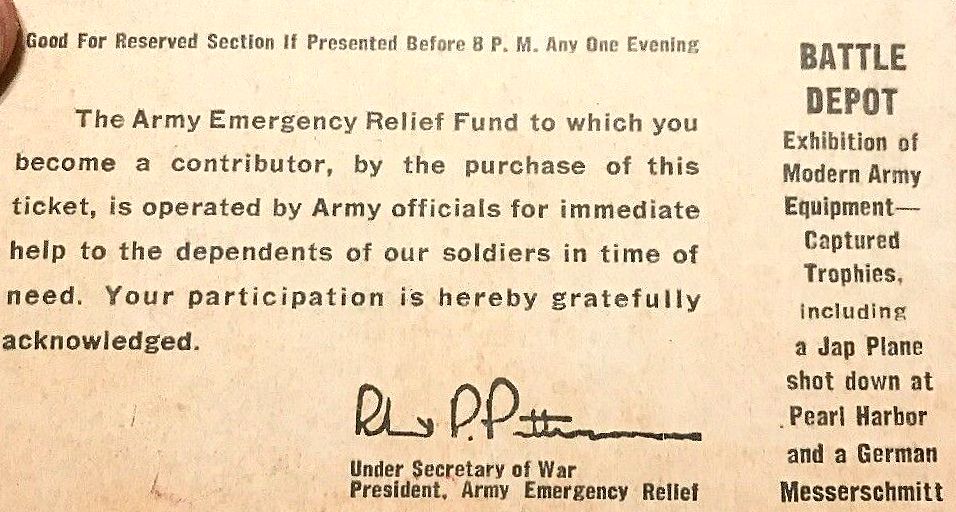 Good For Reserved Section If Presented Before 8 P. M. Any One Evening
The Army Emergency Relief Fund to which you
become a contributor, by the purchase of this
ticket, is operated by Army officials for immediate
help to the dependents of our soldiers in time of
need. Your participation is hereby gratefully
acknowledged.
Under Secretary of War
President, Army Emergency Relief
BATTLE
DEPOT
Exhibition of
Modern Army
Equipment—
Captured
Trophies,
including
a Jap Plane
shot down at
Pearl Harbor
and a German
Messerschmitt